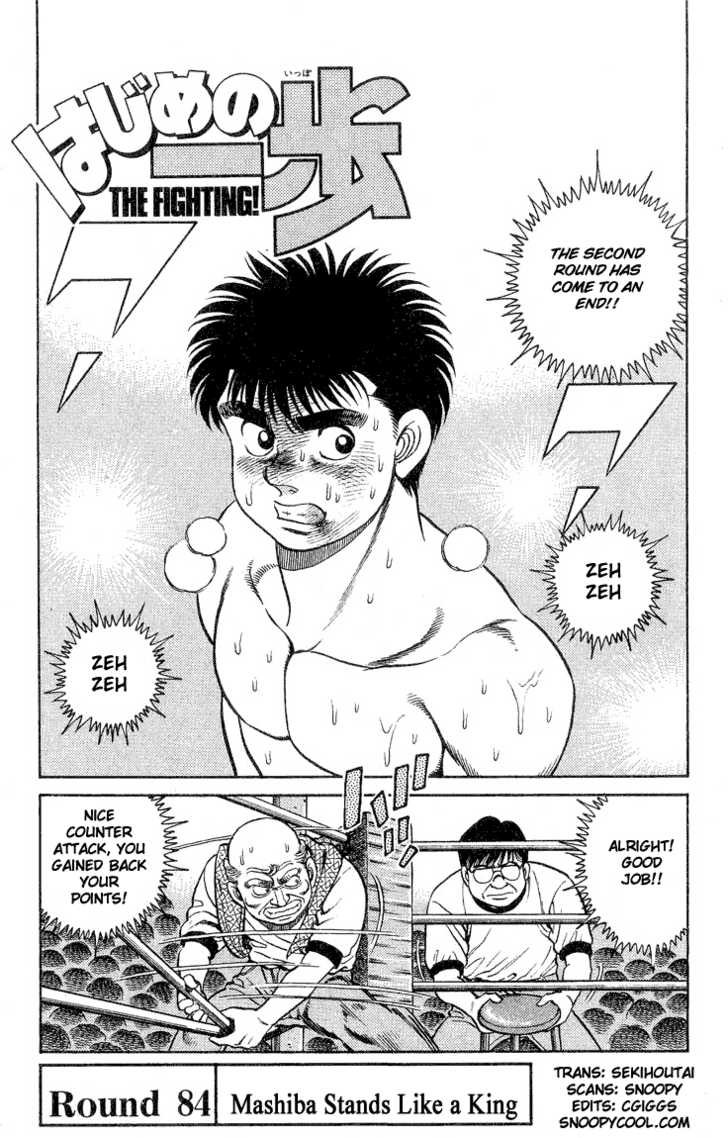 いっぽ
はじめの一歩
THE FIGHTING!
THE SECOND
ROUND HAS
COME TO AN
END!!
ZEH
ZEH
ZEH
ZEH
NICE
COUNTER
ATTACK, YOU
GAINED BACK
YOUR
POINTS!
ALRIGHT!
GOOD
JOB!!
Round 84
Mashiba Stands Like a King
TRANS: SEKIHOUTAI
SCANS: SNOOPY
EDITS: CGIGGS
SNOOPYCOOL.COM